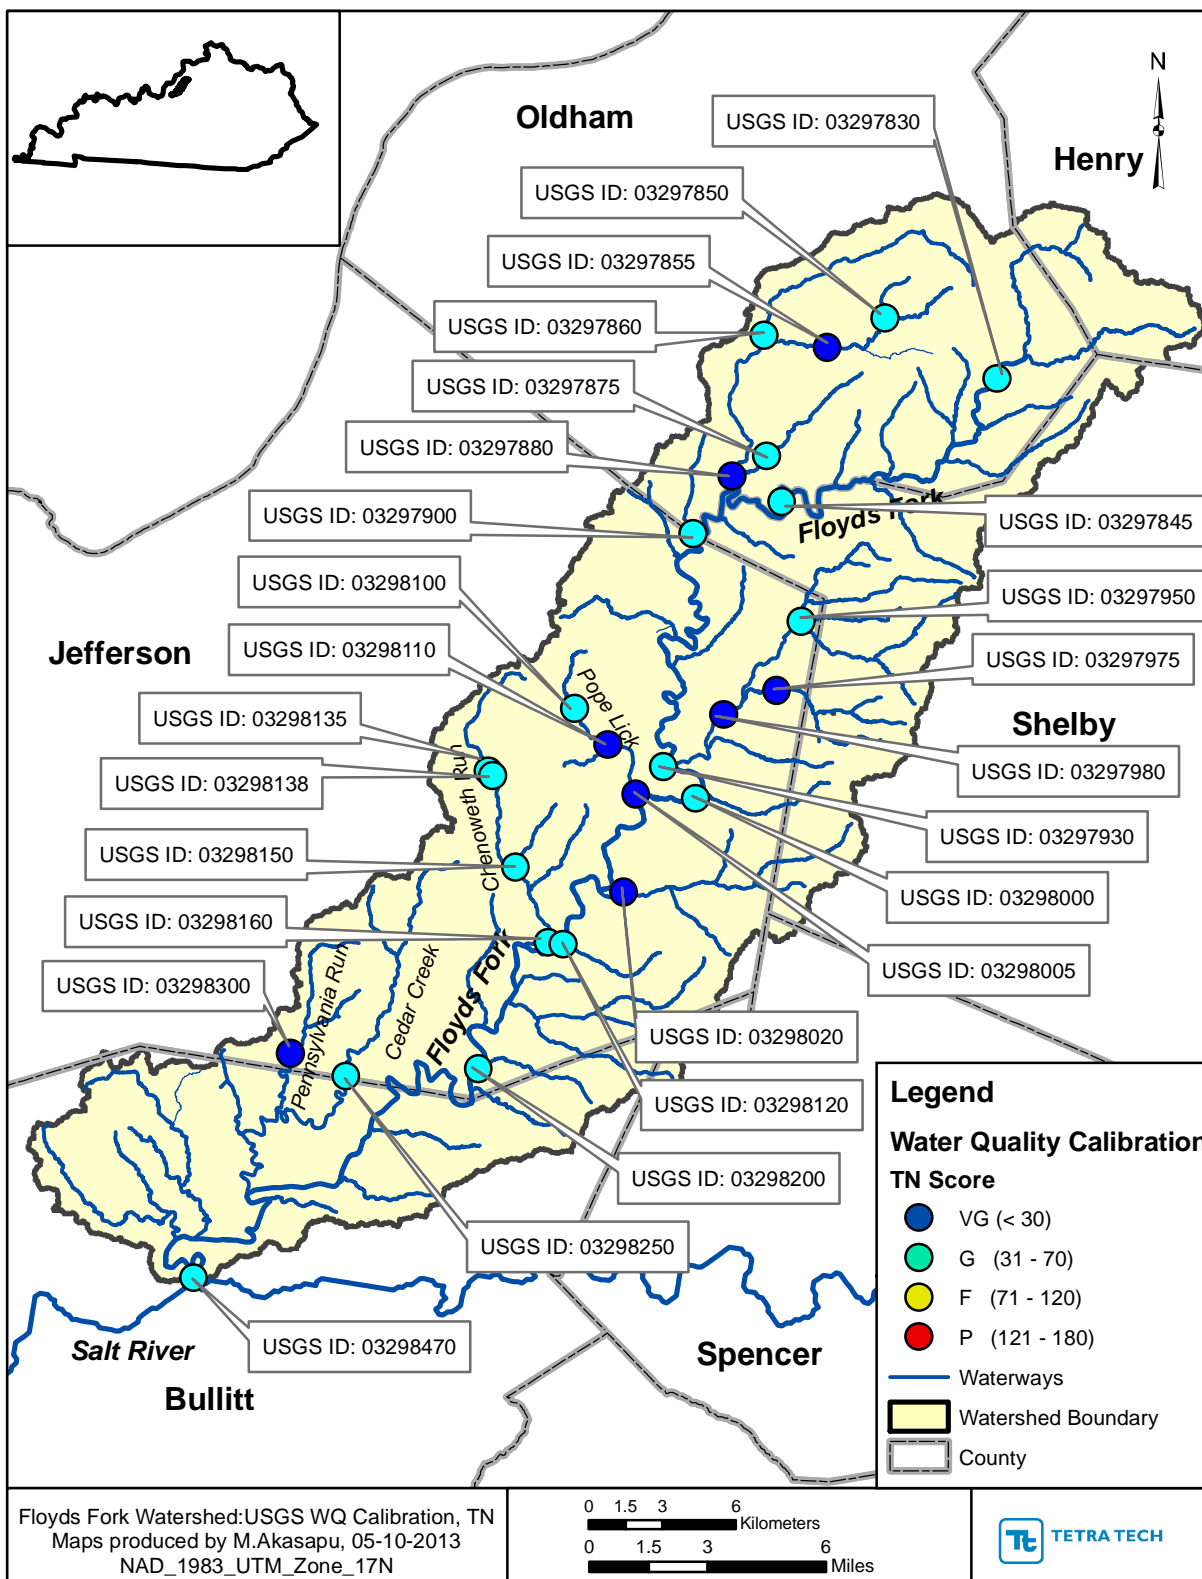 Oldham
USGS ID: 03297830
N
Henry
USGS ID: 03297850
USGS ID: 03297855
USGS ID: 03297860
USGS ID: 03297875
USGS ID: 03297880
USGS ID: 03297900
Floyds Fork
USGS ID: 03297845
USGS ID: 03298100
USGS ID: 03297950
Jefferson
USGS ID: 03298110
USGS ID: 03297975
Pope Lick
USGS ID: 03298135
Shelby
USGS ID: 03298138
USGS ID: 03297980
Chenoweth Run
USGS ID: 03297930
USGS ID: 03298150
USGS ID: 03298000
USGS ID: 03298160
USGS ID: 03298005
USGS ID: 03298300
Pennsylvania Run
Cedar Creek
Floyds Fork
USGS ID: 03298020
USGS ID: 03298120
USGS ID: 03298200
USGS ID: 03298250
Salt River
USGS ID: 03298470
Spencer
Bullitt
Legend
Water Quality Calibration
TN Score
VG (< 30)
G (31 - 70)
F (71 - 120)
P (121 - 180)
Waterways
Watershed Boundary
County
Floyds Fork Watershed:USGS WQ Calibration, TN
Maps produced by M.Akasapu, 05-10-2013
NAD_1983_UTM_Zone_17N
0 1.5 3 6
Kilometers
0 1.5 3 6
Miles
Tt TETRA TECH